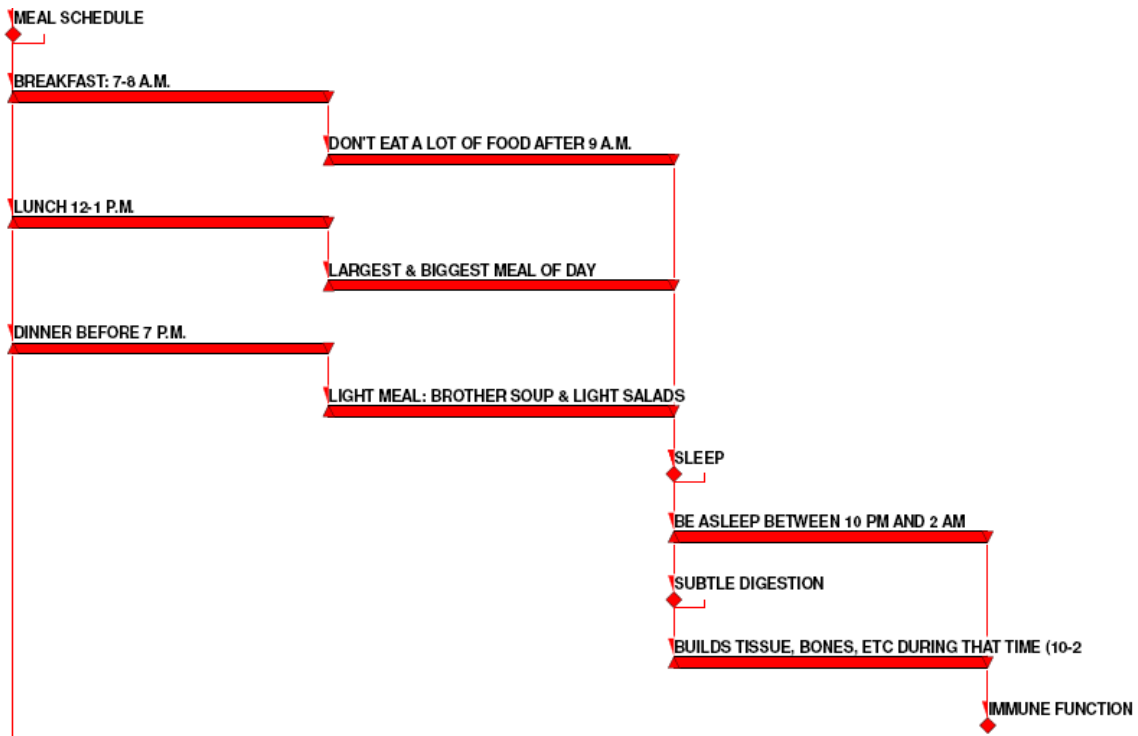 MEAL SCHEDULE
BREAKFAST: 7-8 A.M.
DON'T EAT A LOT OF FOOD AFTER 9 A.M.
LUNCH 12-1 P.M.
LARGEST & BIGGEST MEAL OF DAY
DINNER BEFORE 7 P.M.
LIGHT MEAL: BROTHER SOUP & LIGHT SALADS
SLEEP
BE ASLEEP BETWEEN 10 PM AND 2 AM
SUBTLE DIGESTION
BUILDS TISSUE, BONES, ETC DURING THAT TIME (10-2
IMMUNE FUNCTION